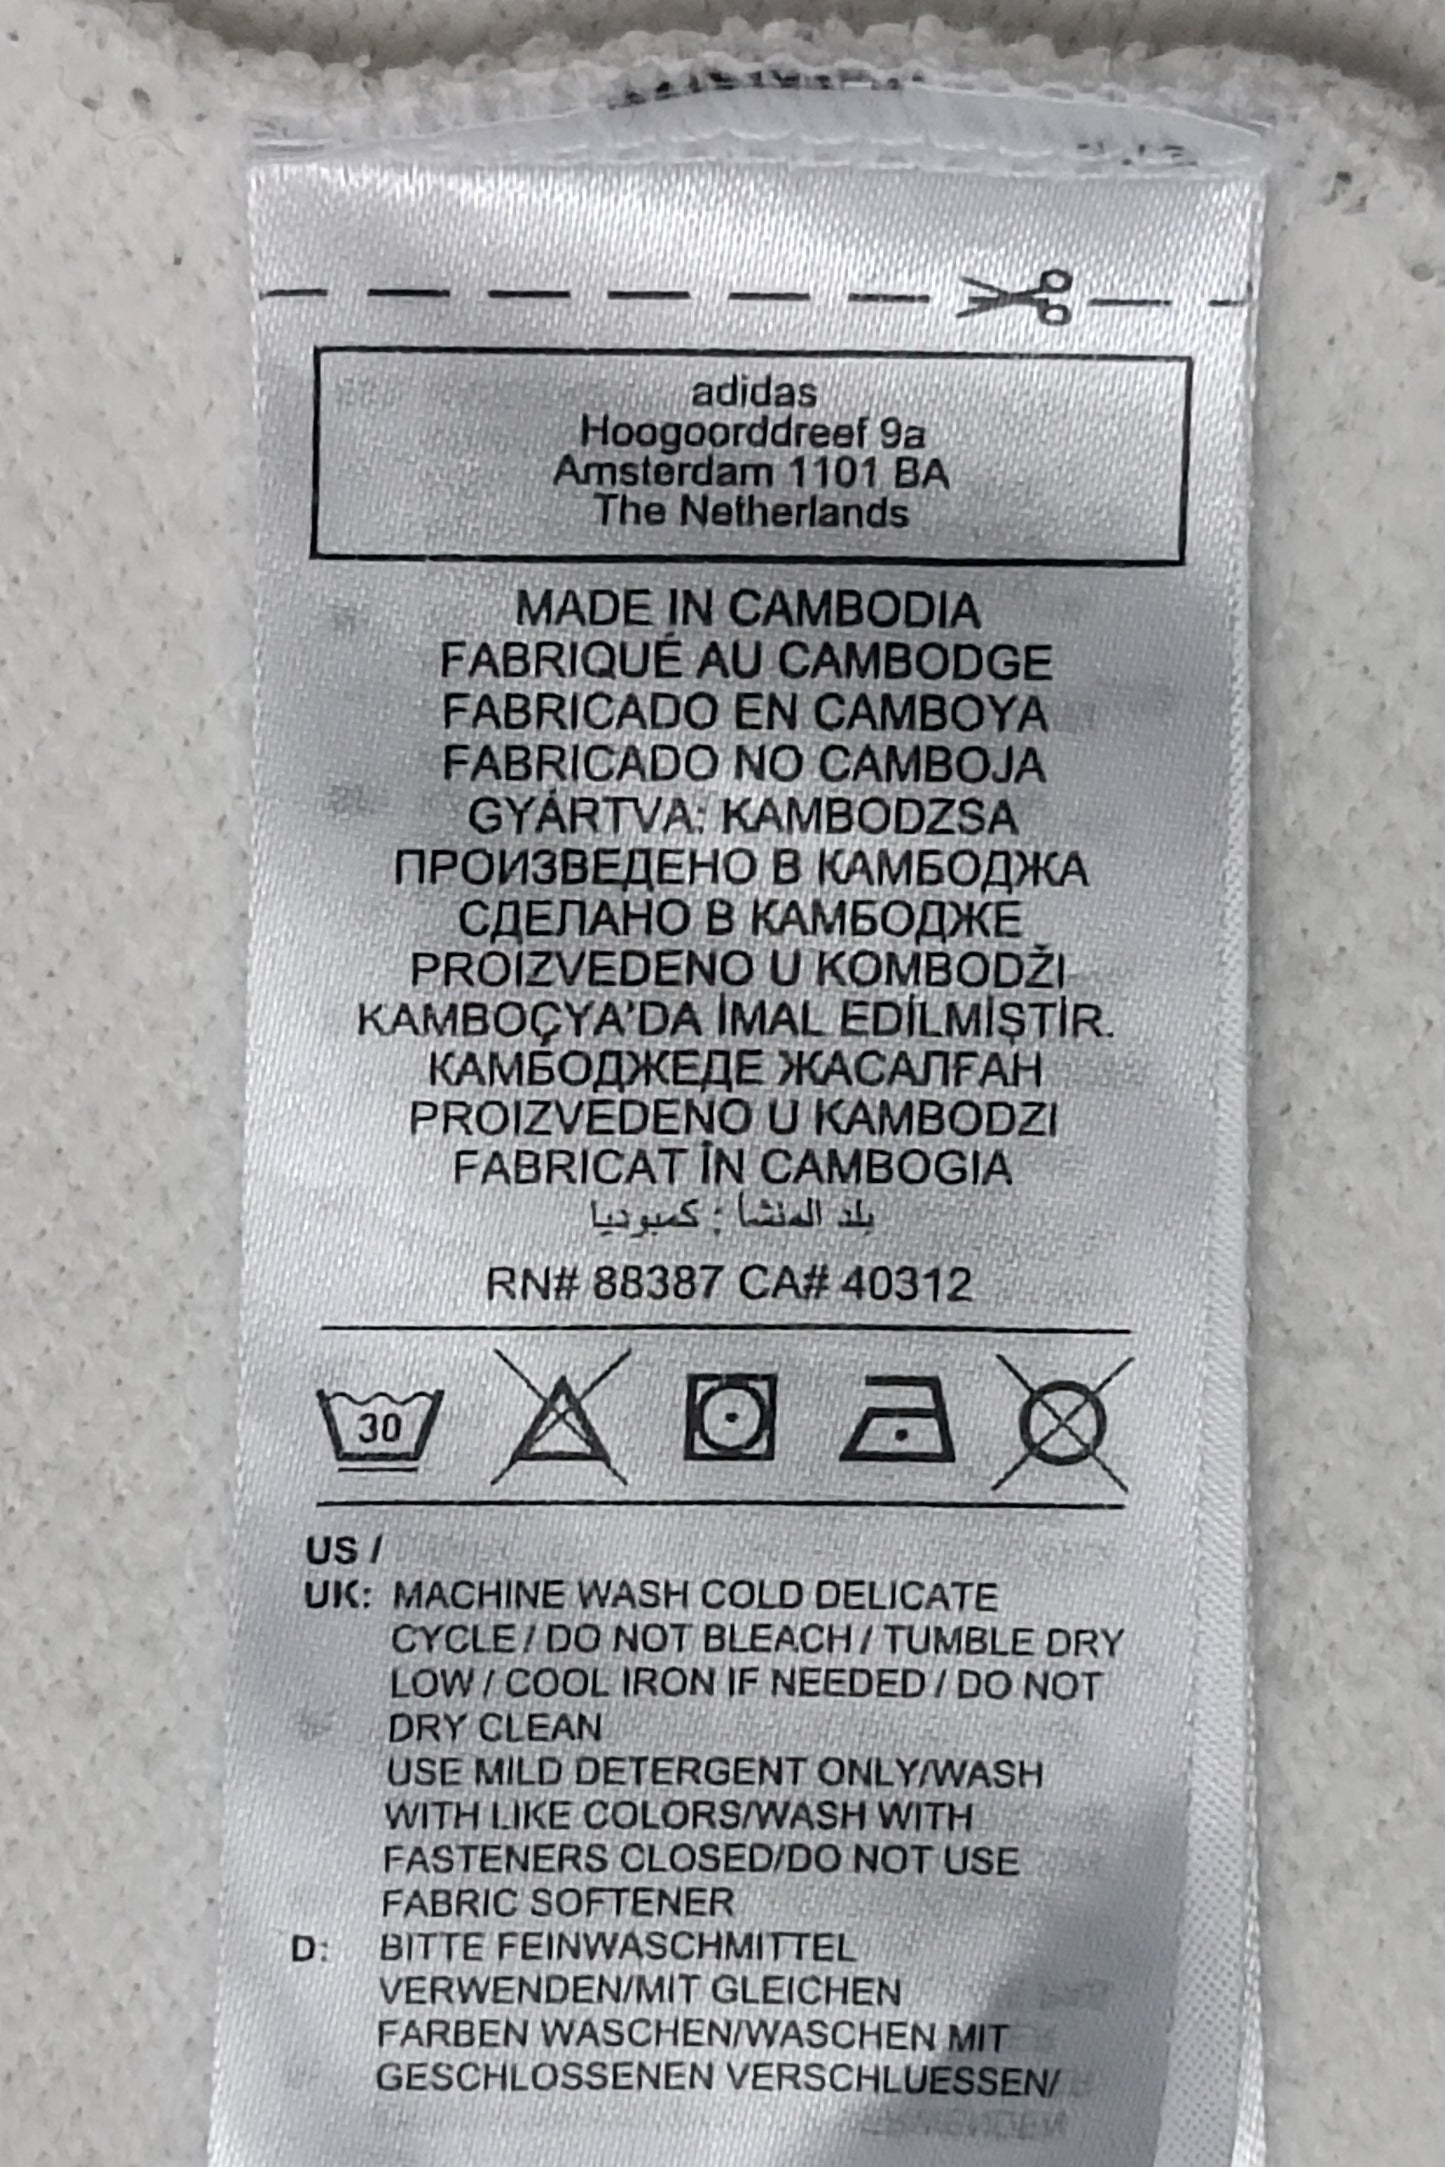 adidas
Hoogoorddreef 9a
Amsterdam 1101 BA
The Netherlands
MADE IN CAMBODIA
FABRIQUÉ AU CAMBODGE
FABRICADO EN CAMBOYA
FABRICADO NO CAMBOJA
GYÁRTVA: KAMBODZSA
ПРОИЗВЕДЕНО В КАМБОДЖА
СДЕЛАНО В КАМБОДЖЕ
PROIZVEDENO U KOMBODŽI
KAMBOÇYA'DA İMAL EDİLMİŞTİR.
КАМБОДЖЕДЕ ЖАСАЛҒАН
PROIZVEDENO U KAMBODZI
FABRICAT ÎN CAMBOGIA
بلد المنشأ : كمبوديا
RN# 88387 CA# 40312
30
US /
UK: MACHINE WASH COLD DELICATE
CYCLE / DO NOT BLEACH / TUMBLE DRY
LOW / COOL IRON IF NEEDED / DO NOT
DRY CLEAN
USE MILD DETERGENT ONLY/WASH
WITH LIKE COLORS/WASH WITH
FASTENERS CLOSED/DO NOT USE
FABRIC SOFTENER
D: BITTE FEINWASCHMITTEL
VERWENDEN/MIT GLEICHEN
FARBEN WASCHEN/WASCHEN MIT
GESCHLOSSENEN VERSCHLUESSEN/